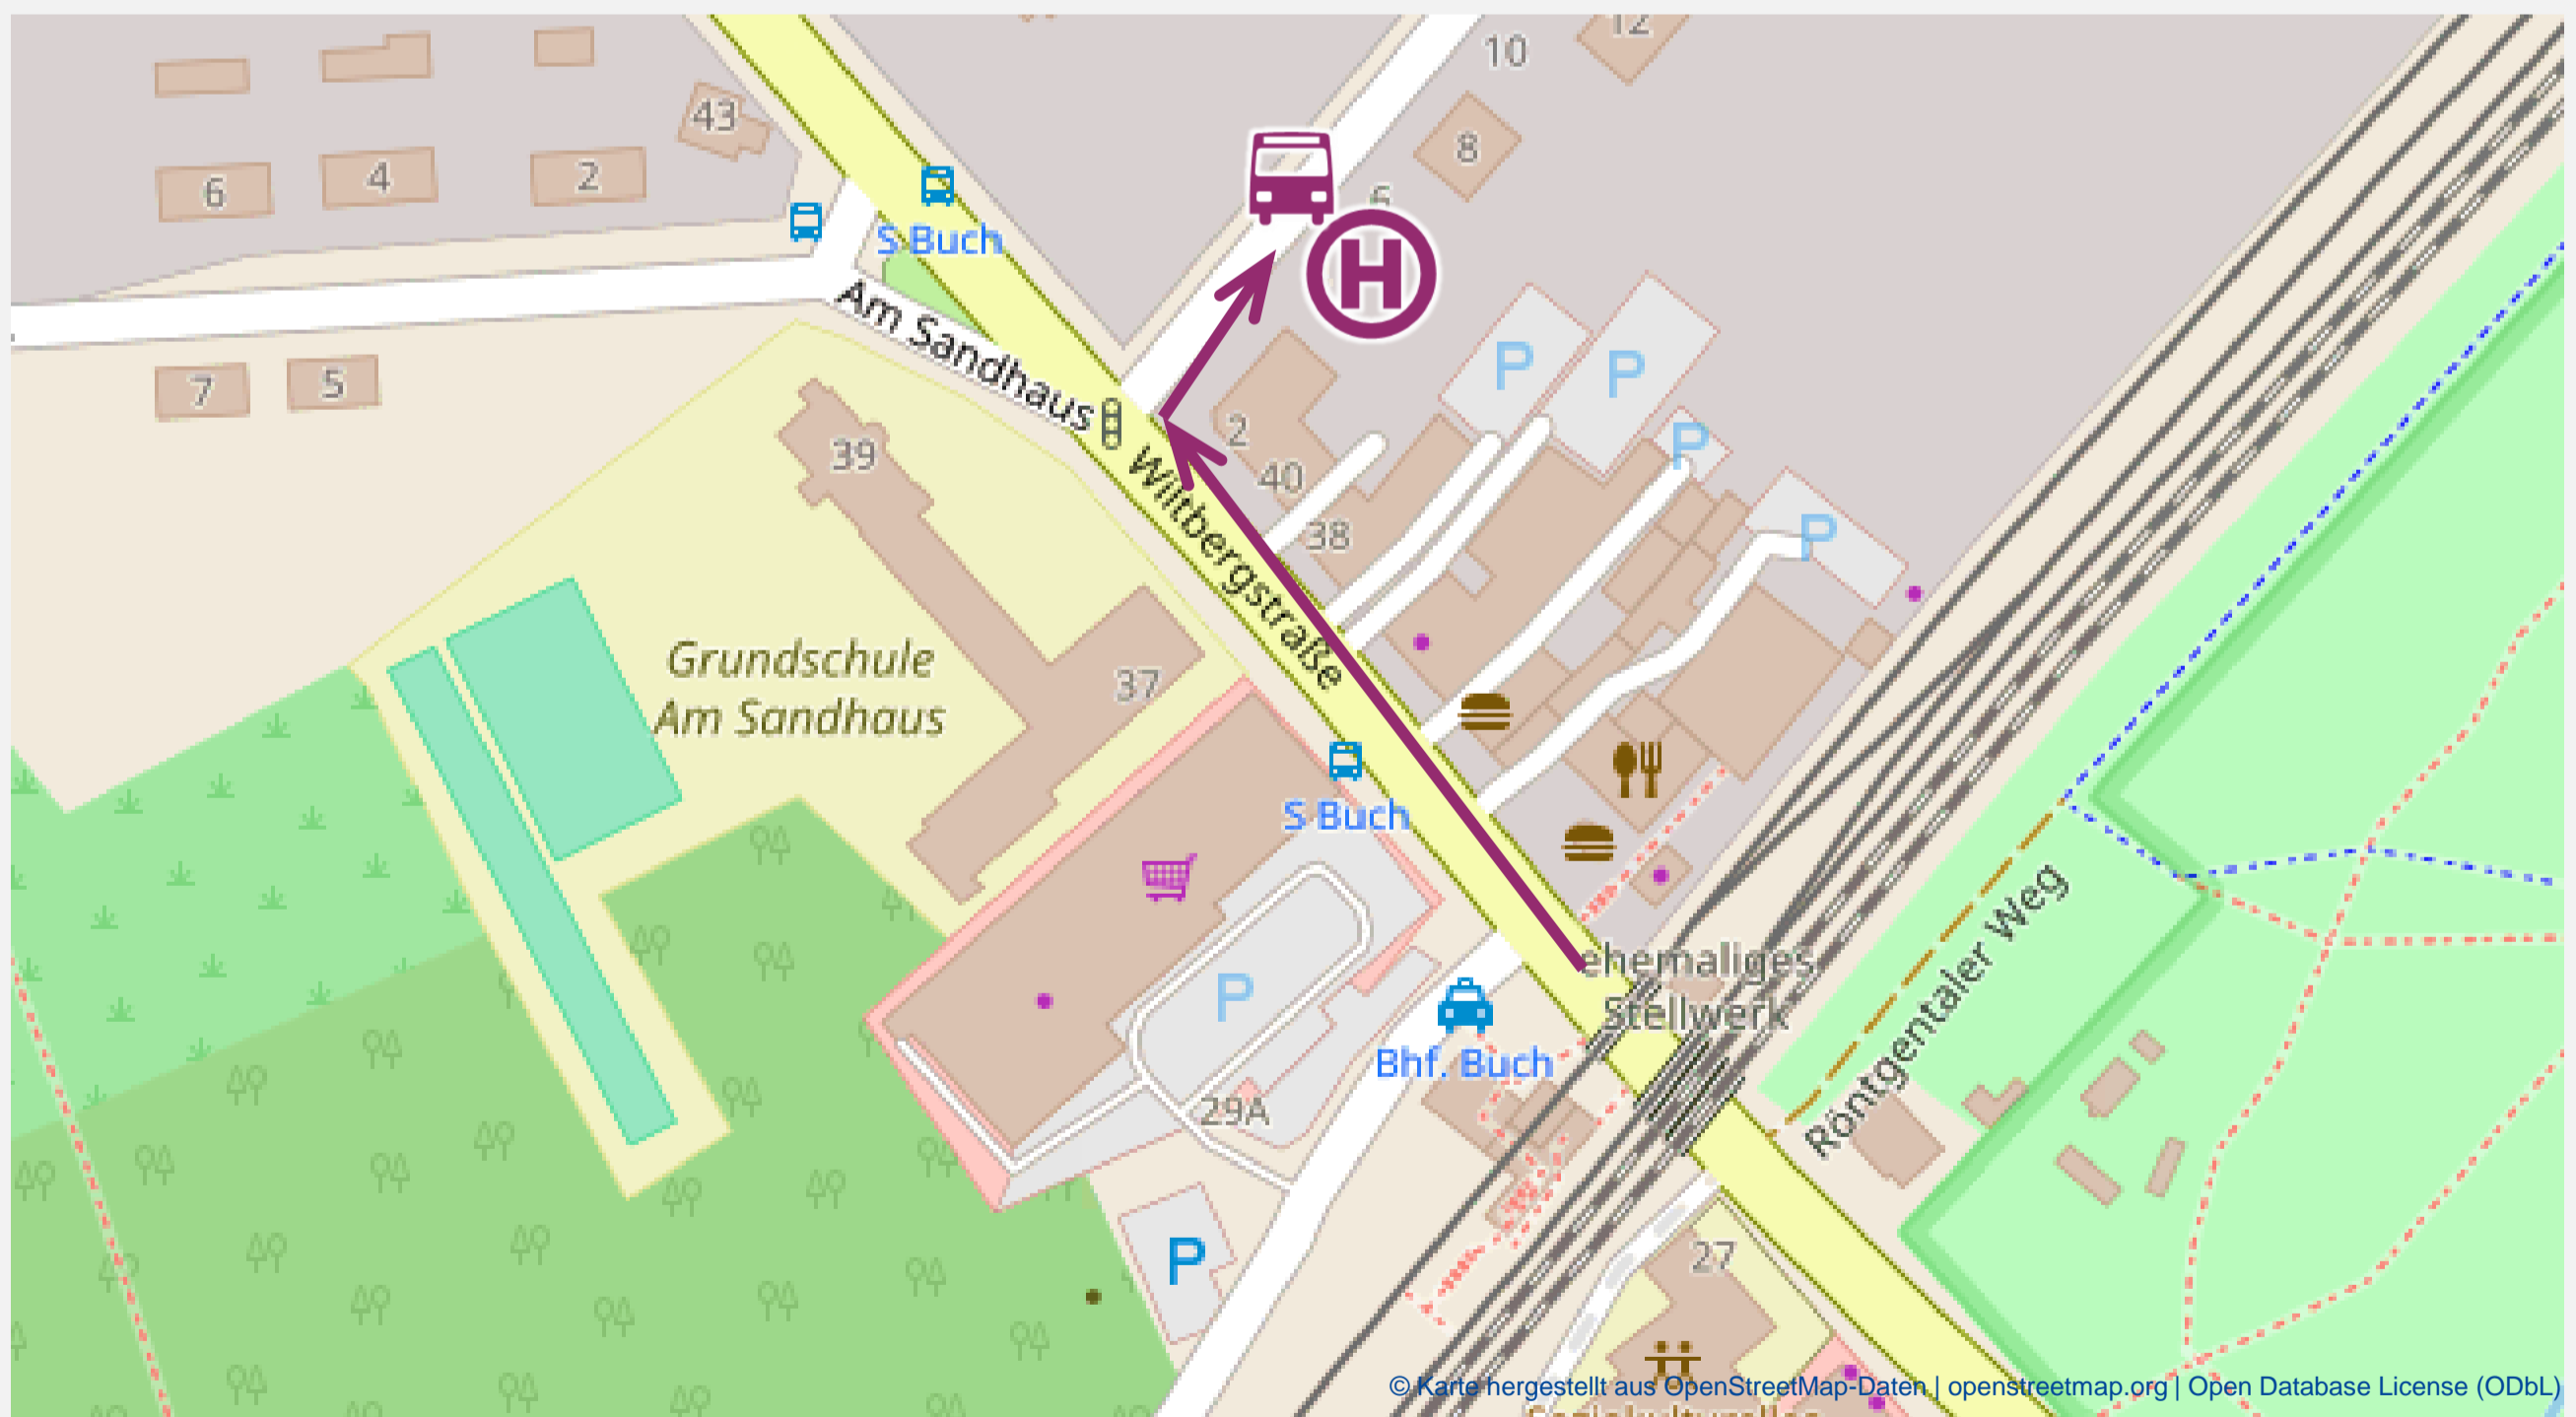 12
10
43
8
6
4
2
6
S Buch
H
Am Sandhaus
P
P
7
5
2
P
39
40
Wiltbergstraße
38
P
Grundschule
Am Sandhaus
37
S Buch
ehemaliges
Stellwerk
Röntgentaler Weg
P
Bhf. Buch
29A
P
27
© Karte hergestellt aus OpenStreetMap-Daten | openstreetmap.org | Open Database License (ODbL)